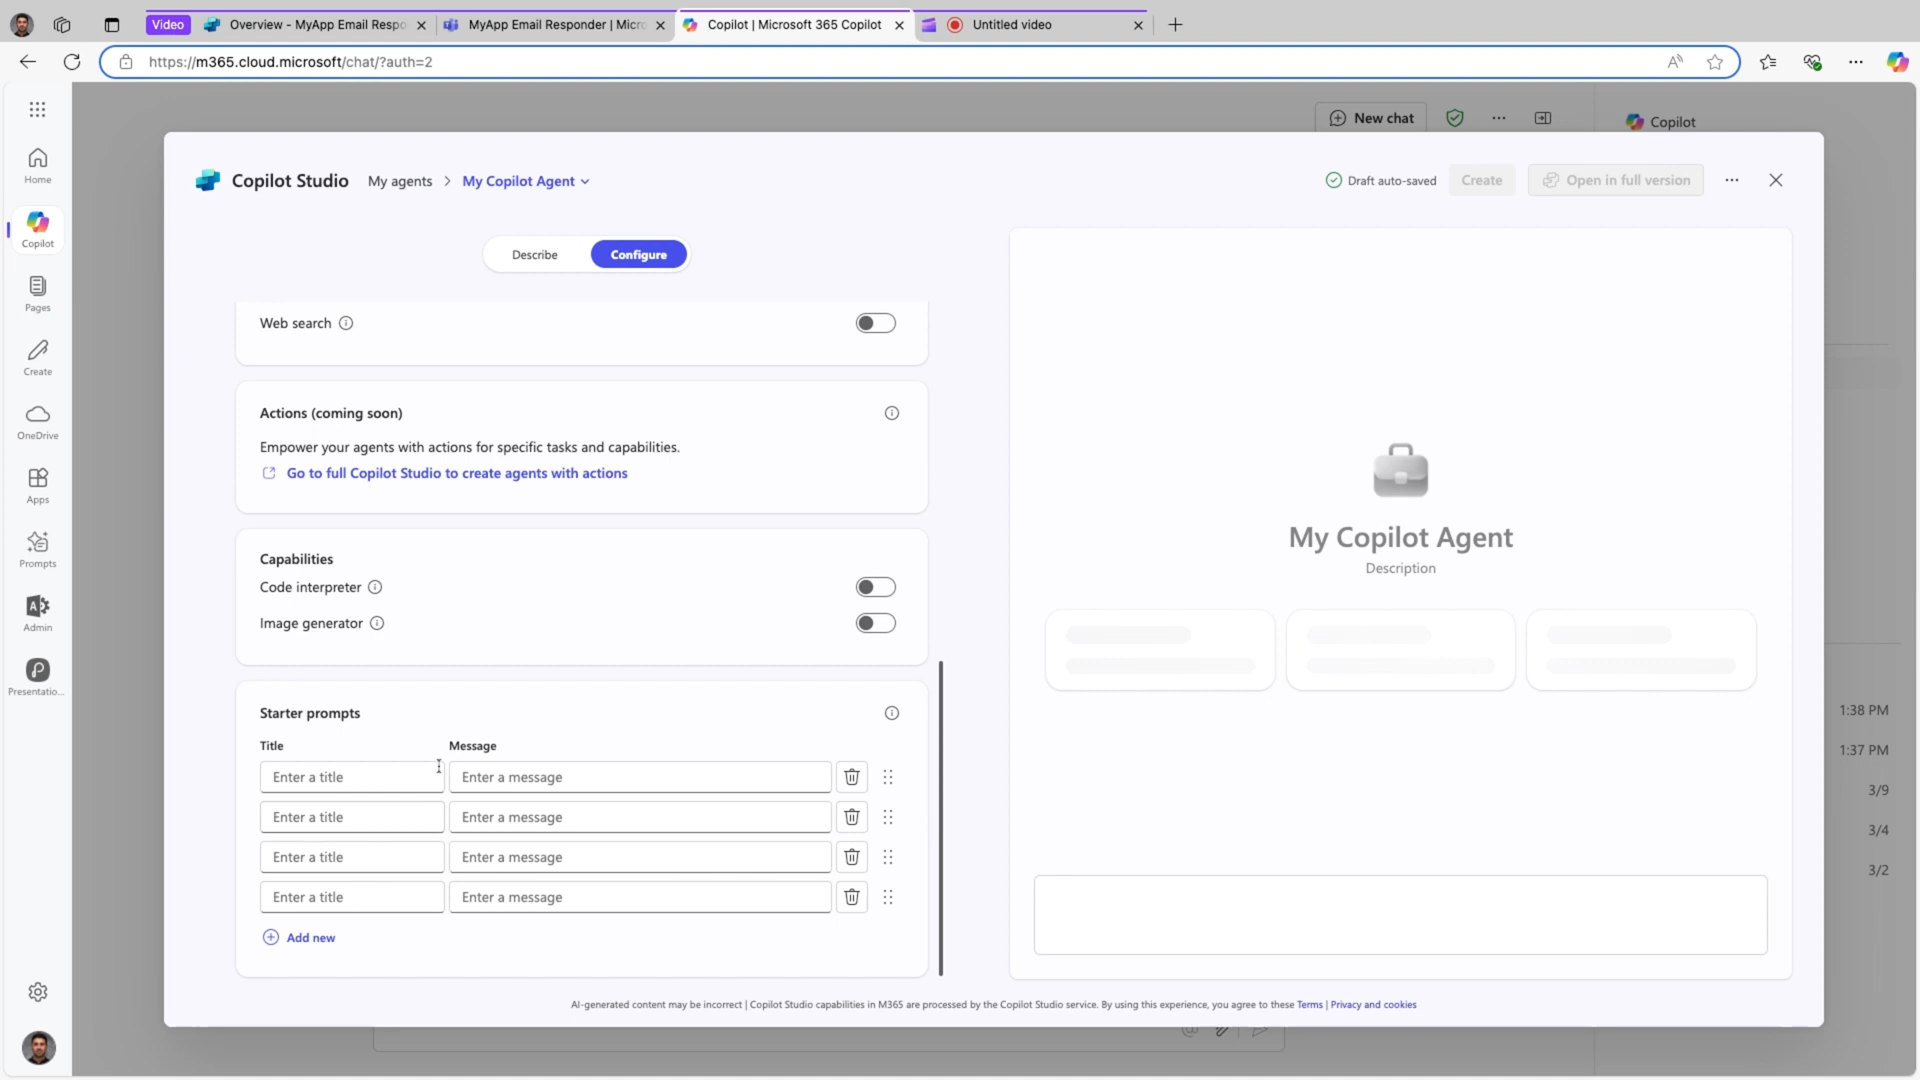 Video
Overview - MyApp Email Respo
MyApp Email Responder | Micro
Copilot | Microsoft 365 Copilot
Untitled video
https://m365.cloud.microsoft/chat/?auth=2
New chat
Copilot
Home
Copilot
Pages
Create
OneDrive
Apps
Prompts
Admin
Presentatio...
Copilot Studio
My agents > My Copilot Agent
Draft auto-saved
Create
Open in full version
Describe
Configure
Web search
Actions (coming soon)
Empower your agents with actions for specific tasks and capabilities.
Go to full Copilot Studio to create agents with actions
Capabilities
Code interpreter
Image generator
Starter prompts
Title Message
Enter a title Enter a message
Enter a title Enter a message
Enter a title Enter a message
Enter a title Enter a message
Add new
My Copilot Agent
Description
1:38 PM
1:37 PM
3/9
3/4
3/2
AI-generated content may be incorrect | Copilot Studio capabilities in M365 are processed by the Copilot Studio service. By using this experience, you agree to these Terms | Privacy and cookies